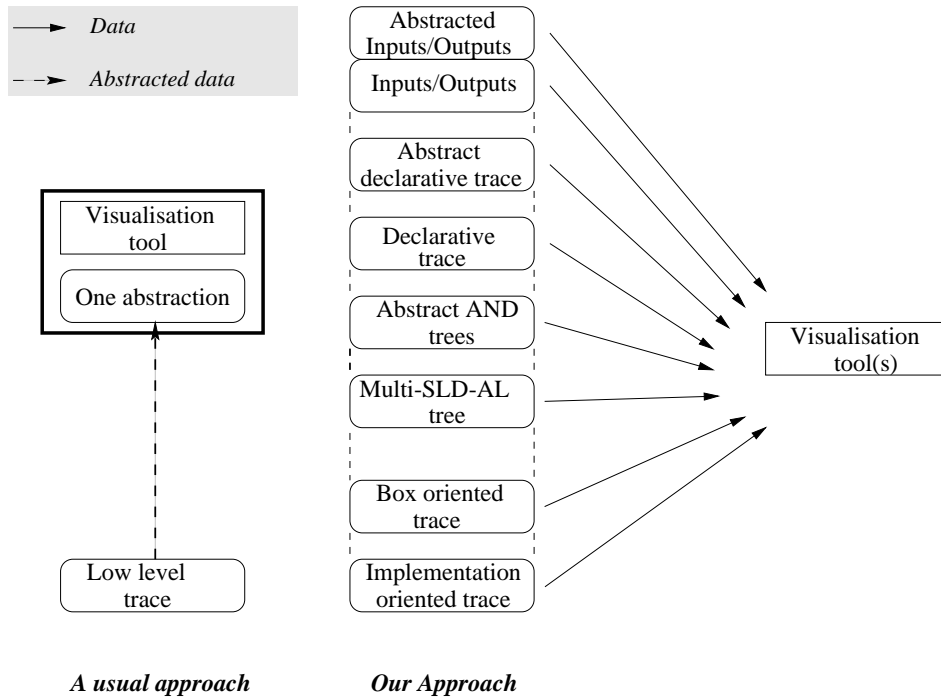 Data
Abstracted data
Visualisation
tool
One abstraction
Low level
trace
A usual approach
Abstracted
Inputs/Outputs
Inputs/Outputs
Abstract
declarative trace
Declarative
trace
Abstract AND
trees
Multi-SLD-AL
tree
Box oriented
trace
Implementation
oriented trace
Our Approach
Visualisation
tool(s)